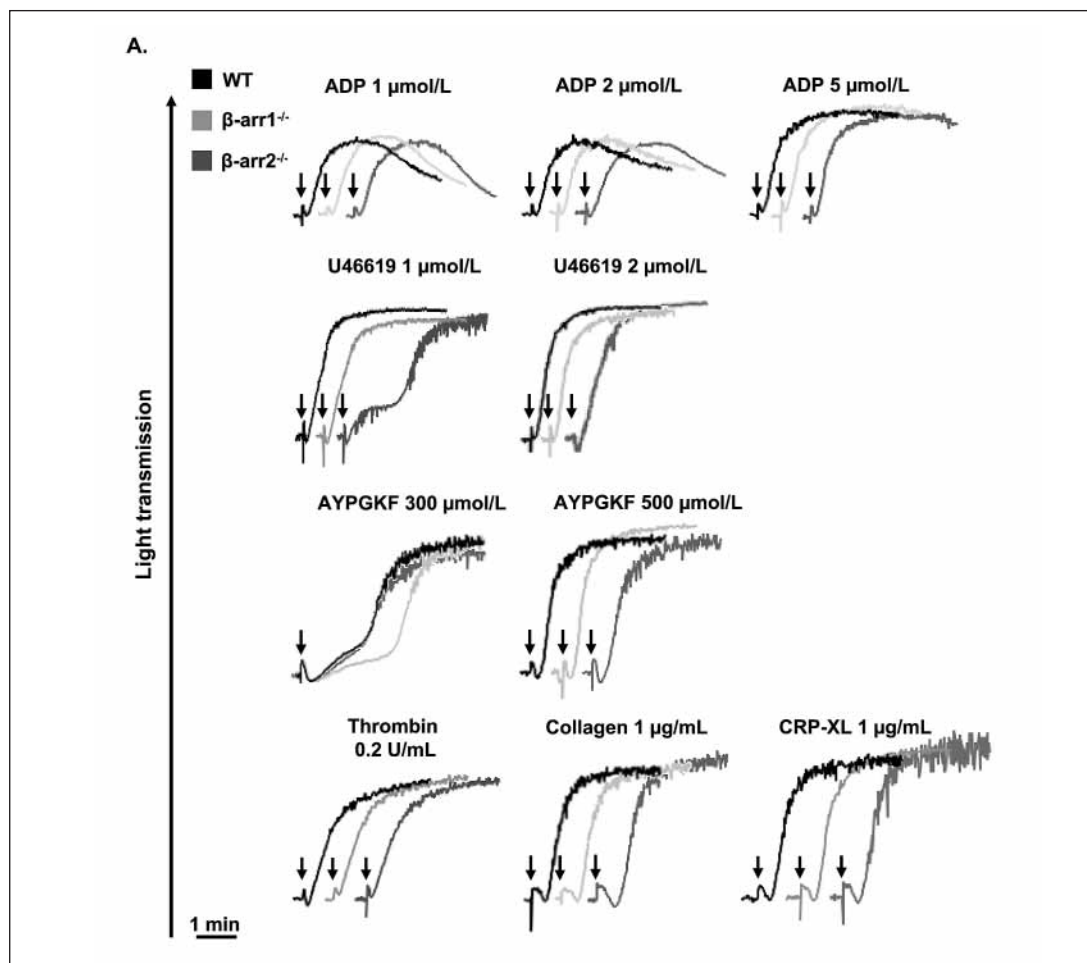 A.
WT
β-arr1-/-
β-arr2-/-
ADP 1 µmol/L
ADP 2 µmol/L
ADP 5 µmol/L
U46619 1 µmol/L
U46619 2 µmol/L
AYPGKF 300 µmol/L
AYPGKF 500 µmol/L
Thrombin
0.2 U/mL
Collagen 1 µg/mL
CRP-XL 1 µg/mL
Light transmission
1 min